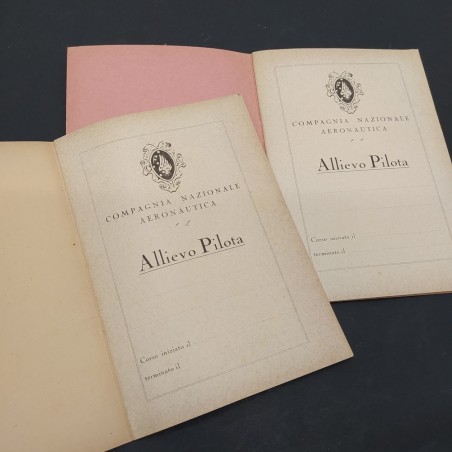 COMPAGNIA NAZIONALE
AERONAUTICA
Allievo Pilota
Corso iniziato il
terminato il
COMPAGNIA NAZIONALE
AERONAUTICA
Allievo Pilota
Corso iniziato il
terminato il